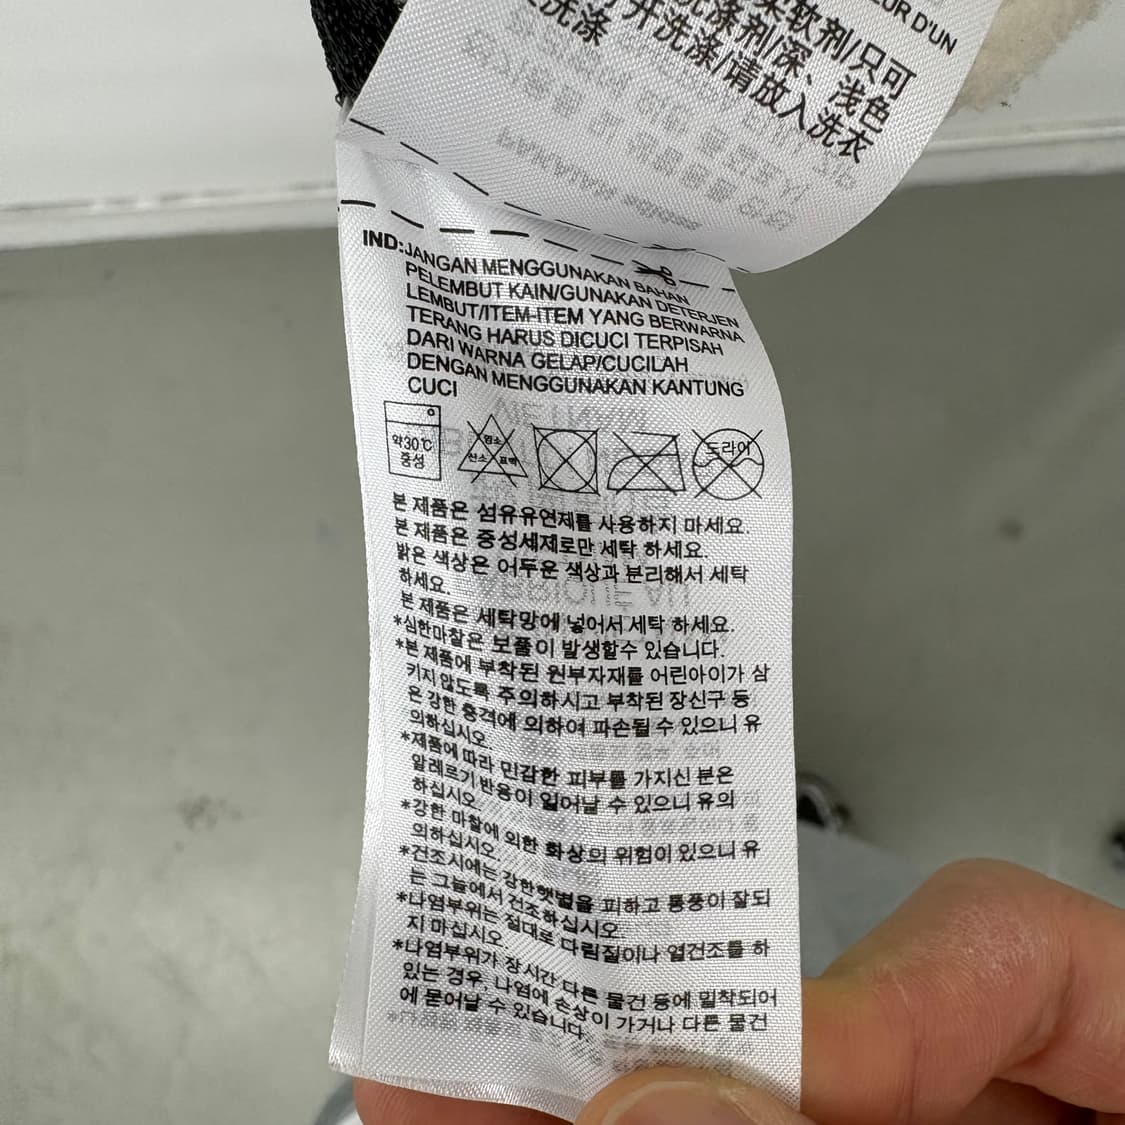 EUR D'UN
柔软剂/只可
洗涤剂/深、浅色
开洗涤/请放入洗衣
洗涤
IND:JANGAN MENGGUNAKAN BAHAN
PELEMBUT KAIN/GUNAKAN DETERJEN
LEMBUT/ITEM-ITEM YANG BERWARNA
TERANG HARUS DICUCI TERPISAH
DARI WARNA GELAP/CUCILAH
DENGAN MENGGUNAKAN KANTUNG
CUCI
약30℃
중성
염소
산소 표백
드라이
본 제품은 섬유유연제를 사용하지 마세요.
본 제품은 중성세제로만 세탁 하세요.
밝은 색상은 어두운 색상과 분리해서 세탁
하세요.
본 제품은 세탁망에 넣어서 세탁 하세요.
*심한마찰은 보풀이 발생할수 있습니다.
*본 제품에 부착된 원부자재를 어린아이가 삼
키지않도록 주의하시고 부착된 장신구 등
은 강한 충격에 의하여 파손될 수 있으니 유
의하십시오.
*제품에 따라 민감한 피부를 가지신 분은
알레르기 반응이 일어날 수 있으니 유의
하십시오.
*강한 마찰에 의한 화상의 위험이 있으니 유
의하십시오.
*건조시에는 강한햇볕을 피하고 통풍이 잘되
는 그늘에서 건조하십시오.
*나염부위는 절대로 다림질이나 열건조를 하
지 마십시오.
*나염부위가 장시간 다른 물건 등에 밀착되어
있는 경우, 나염에 손상이 가거나 다른 물건
에 묻어날 수 있습니다.